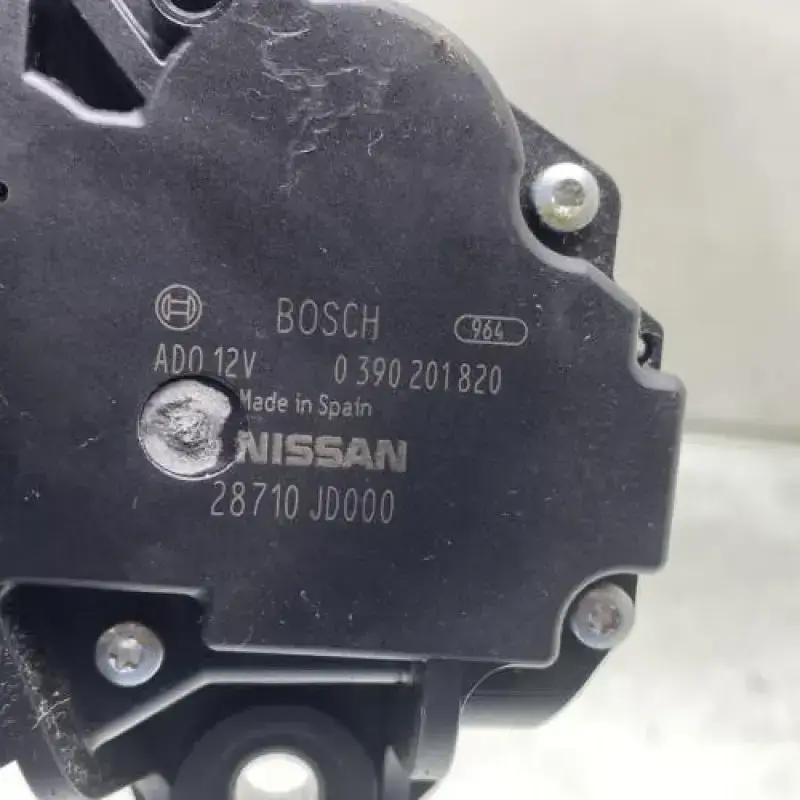 BOSCH 964
AD0 12V 0 390 201 820
Made in Spain
NISSAN
28710 JD000